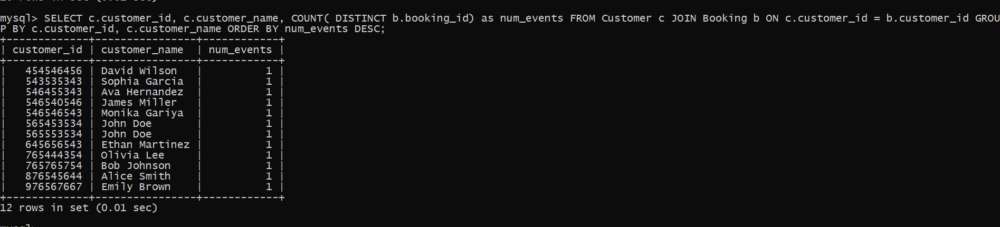 mysql> SELECT c.customer_id, c.customer_name, COUNT( DISTINCT b.booking_id) as num_events FROM Customer c JOIN Booking b ON c.customer_id = b.customer_id GROU
P BY c.customer_id, c.customer_name ORDER BY num_events DESC;
+-------------+----------------+------------+
| customer_id | customer_name  | num_events |
+-------------+----------------+------------+
|   454546456 | David Wilson   |          1 |
|   543535343 | Sophia Garcia  |          1 |
|   546455343 | Ava Hernandez  |          1 |
|   546540546 | James Miller   |          1 |
|   546546543 | Monika Gariya  |          1 |
|   565453534 | John Doe       |          1 |
|   565553534 | John Doe       |          1 |
|   645656543 | Ethan Martinez |          1 |
|   765444354 | Olivia Lee     |          1 |
|   765765754 | Bob Johnson    |          1 |
|   876545644 | Alice Smith    |          1 |
|   976567667 | Emily Brown    |          1 |
+-------------+----------------+------------+
12 rows in set (0.01 sec)